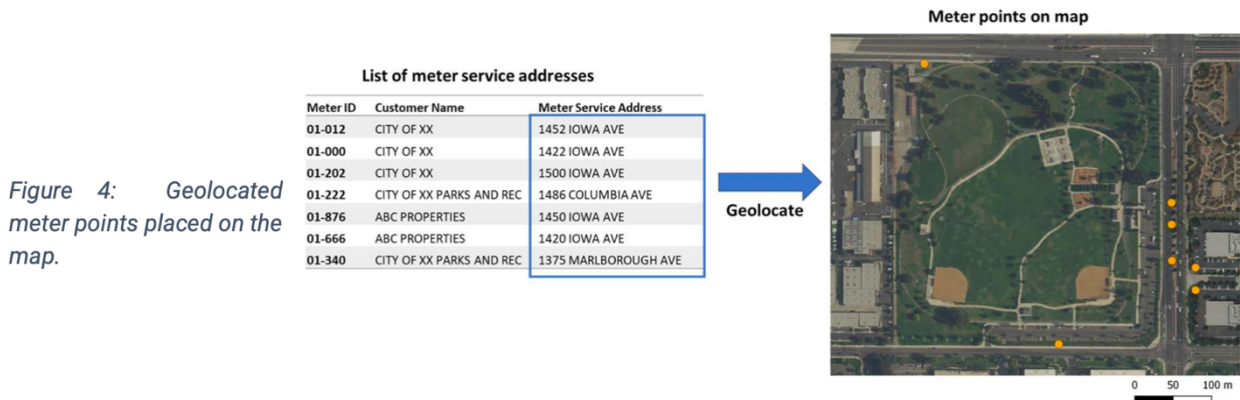 Figure 4: Geolocated
meter points placed on the
map.
List of meter service addresses
Meter ID Customer Name Meter Service Address
01-012 CITY OF XX 1452 IOWA AVE
01-000 CITY OF XX 1422 IOWA AVE
01-202 CITY OF XX 1500 IOWA AVE
01-222 CITY OF XX PARKS AND REC 1486 COLUMBIA AVE
01-876 ABC PROPERTIES 1450 IOWA AVE
01-666 ABC PROPERTIES 1420 IOWA AVE
01-340 CITY OF XX PARKS AND REC 1375 MARLBOROUGH AVE
Geolocate
Meter points on map
0 50 100 m